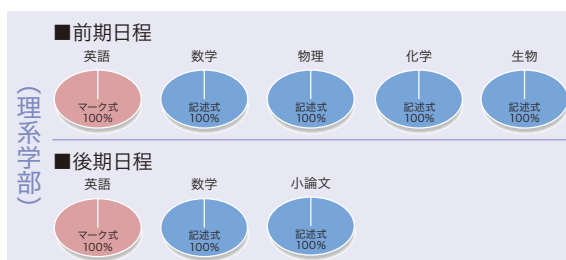 （理系学部）
■前期日程
英語 数学 物理 化学 生物
マーク式 記述式 記述式 記述式 記述式
100% 100% 100% 100% 100%
■後期日程
英語 数学 小論文
マーク式 記述式 記述式
100% 100% 100%